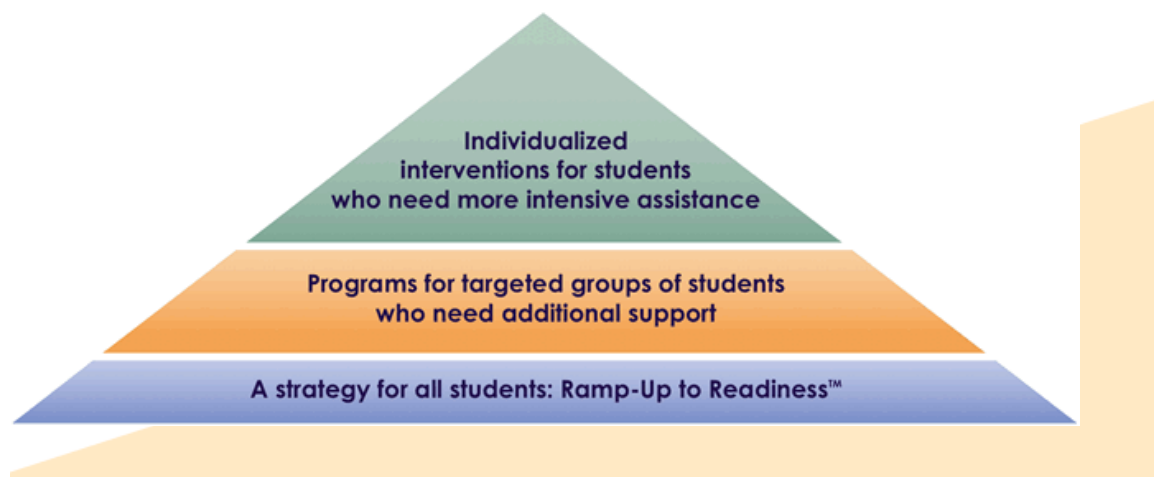 Individualized
interventions for students
who need more intensive assistance
Programs for targeted groups of students
who need additional support
A strategy for all students: Ramp-Up to Readiness™